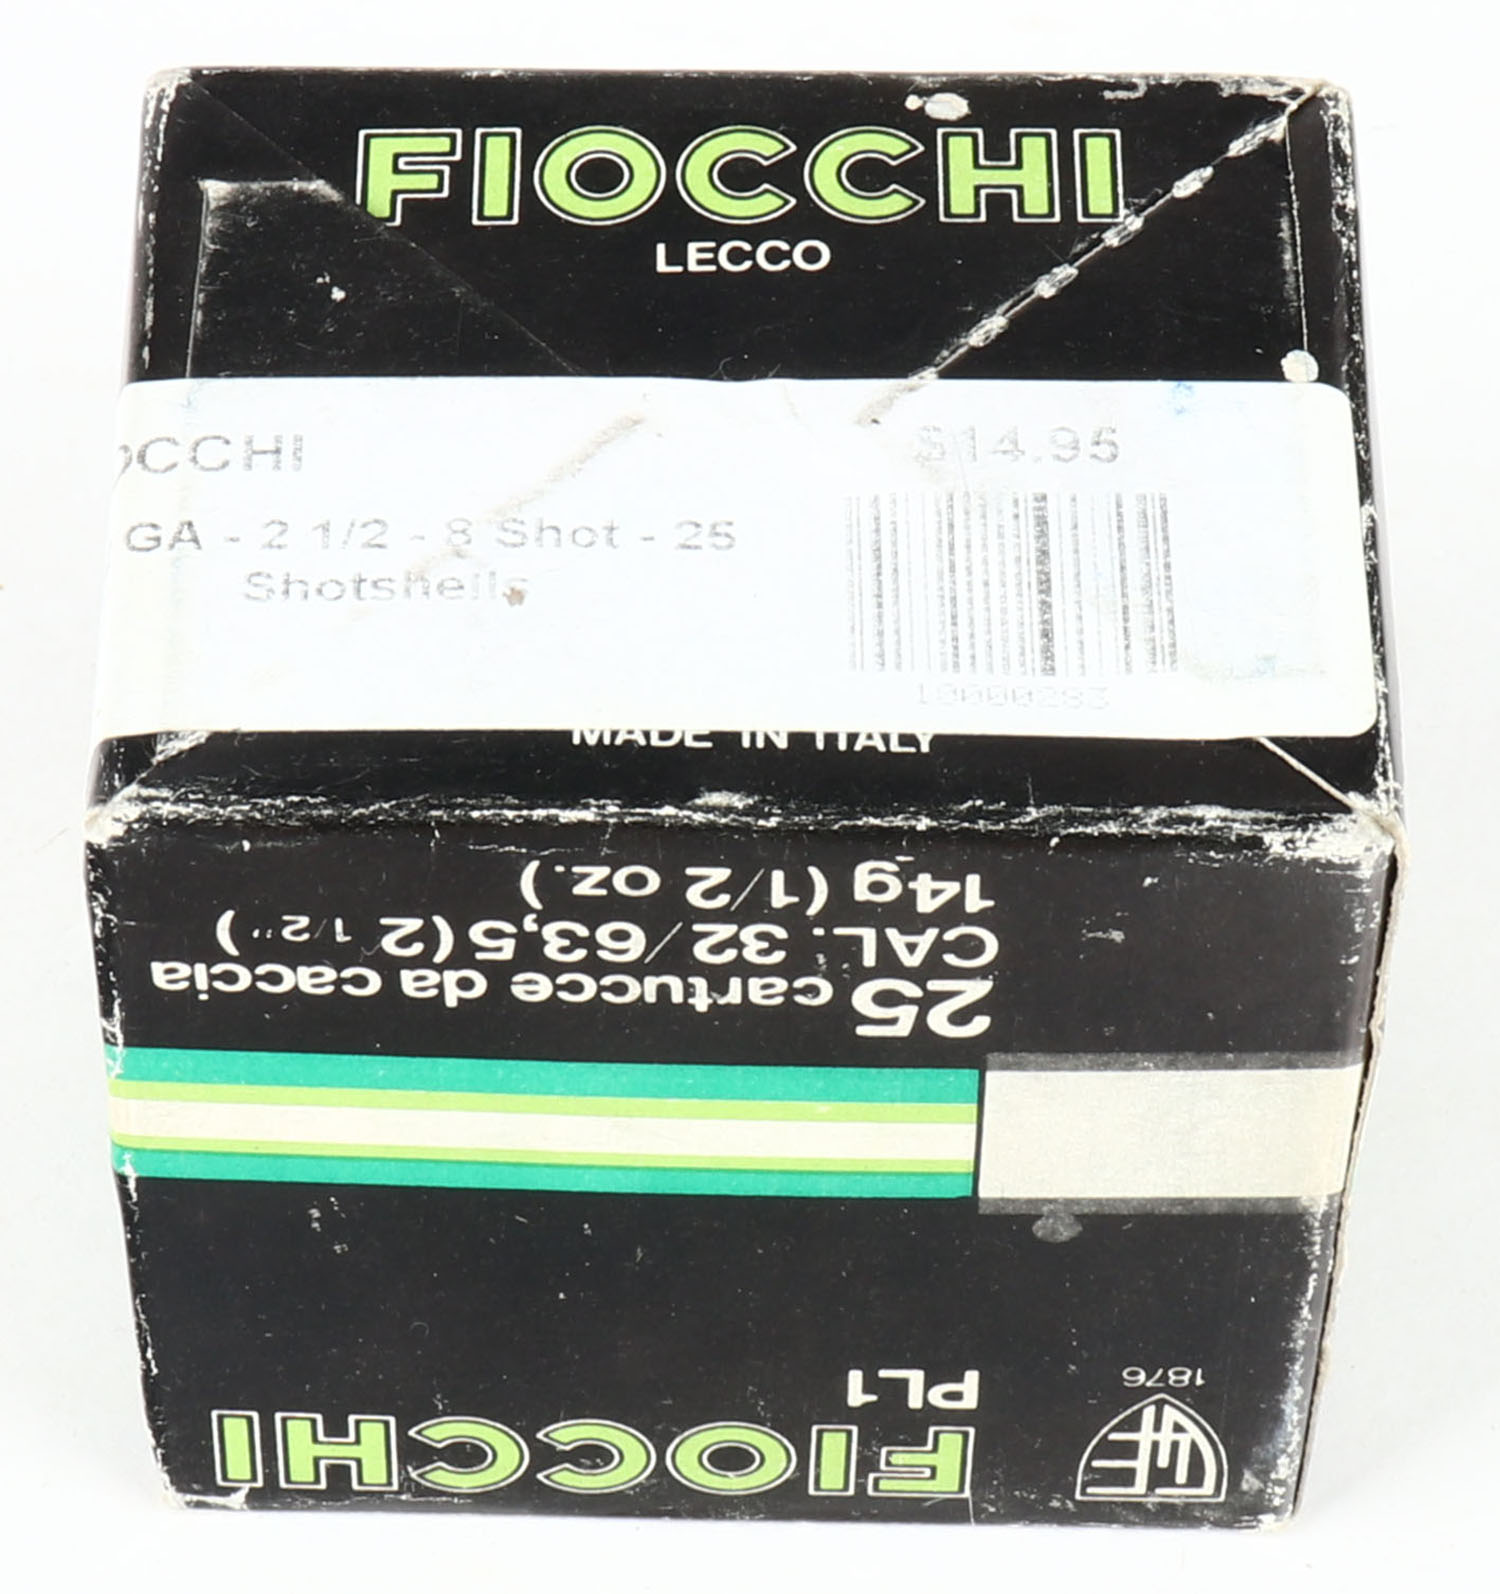 FIOCCHI
LECCO
OCCHI
$14.95
GA - 2 1/2 - 8 Shot - 25
Shotshells
28200001
MADE IN ITALY
14g (1/2 oz.)
CAL. 32/63,5 (2 1/2")
25 cartucce da caccia
1876
PL1
FIOCCHI